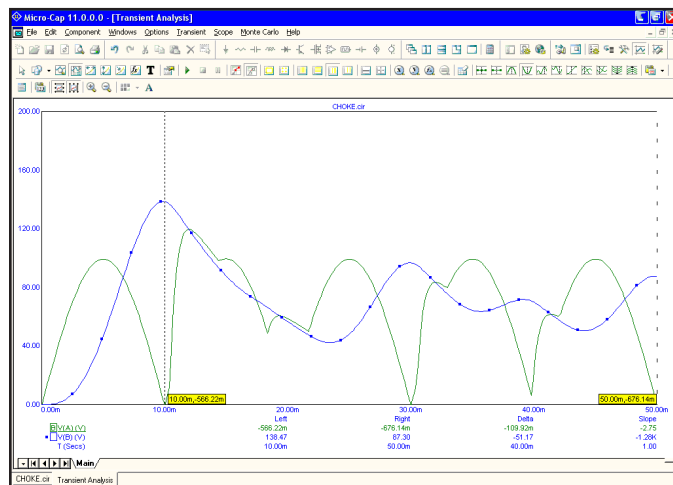 Micro-Cap 11.0.0.0 - [Transient Analysis]
File Edit Component Windows Options Transient Scope Monte Carlo Help
CHOKE.cir
200.00
160.00
120.00
80.00
40.00
0.00
10.00m,-566.22m
50.00m,-676.14m
0.00m 10.00m 20.00m 30.00m 40.00m 50.00m
Left Right Delta Slope
V(A) (V) -566.22m -676.14m -109.92m -2.75
V(B) (V) 138.47 87.30 -51.17 -1.28K
T (Secs) 10.00m 50.00m 40.00m 1.00
Main
CHOKE.cir Transient Analysis